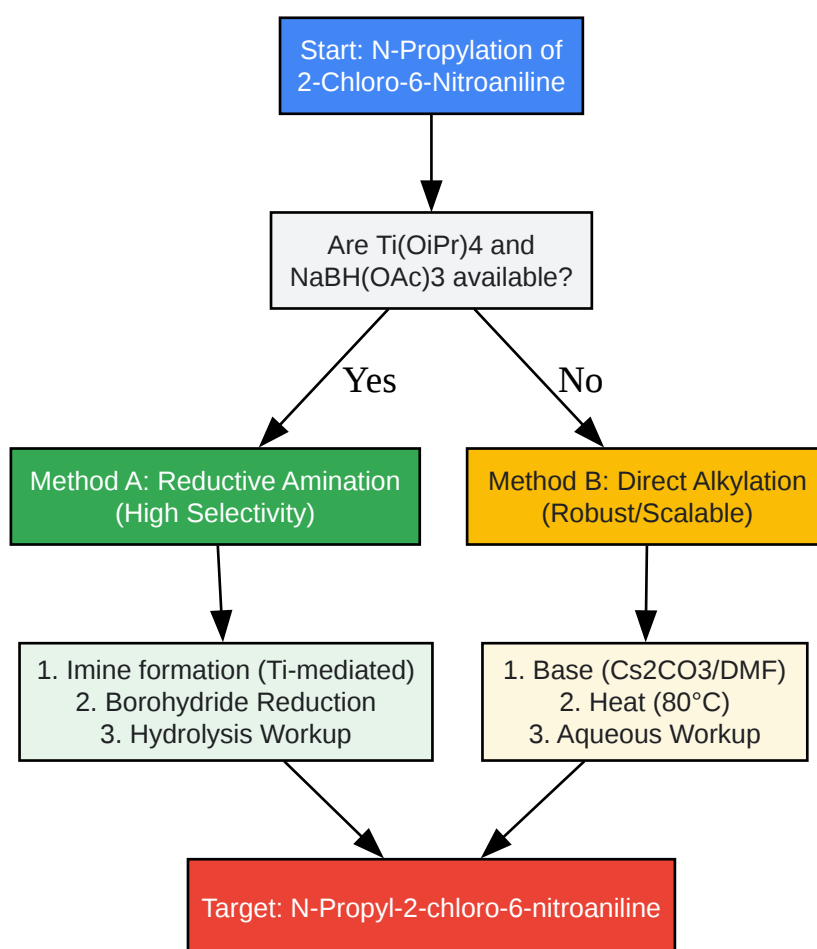 Start: N-Propylation of
2-Chloro-6-Nitroaniline
Are Ti(OiPr)4 and
NaBH(OAc)3 available?
Yes
No
Method A: Reductive Amination
(High Selectivity)
Method B: Direct Alkylation
(Robust/Scalable)
1. Imine formation (Ti-mediated)
2. Borohydride Reduction
3. Hydrolysis Workup
1. Base (Cs2CO3/DMF)
2. Heat (80°C)
3. Aqueous Workup
Target: N-Propyl-2-chloro-6-nitroaniline